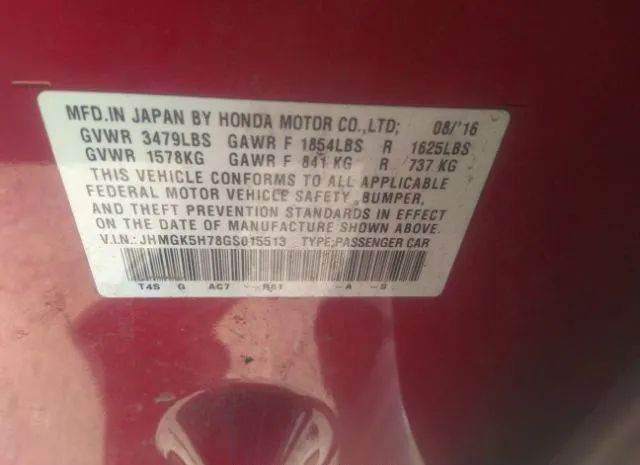 MFD.IN JAPAN BY HONDA MOTOR CO.,LTD; 08/'16
GVWR 3479LBS GAWR F 1854LBS R 1625LBS
GVWR 1578KG GAWR F 841 KG R 737 KG
THIS VEHICLE CONFORMS TO ALL APPLICABLE
FEDERAL MOTOR VEHICLE SAFETY, BUMPER,
AND THEFT PREVENTION STANDARDS IN EFFECT
ON THE DATE OF MANUFACTURE SHOWN ABOVE.
V.I.N.: JHMGK5H78GS015513 TYPE:PASSENGER CAR
T4S G AC7 --R81 -A -S